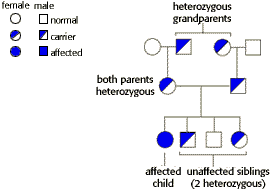 heterozygous
grandparents
female male
normal
carrier
affected
both parents
heterozygous
affected
child
unaffected siblings
(2 heterozygous)